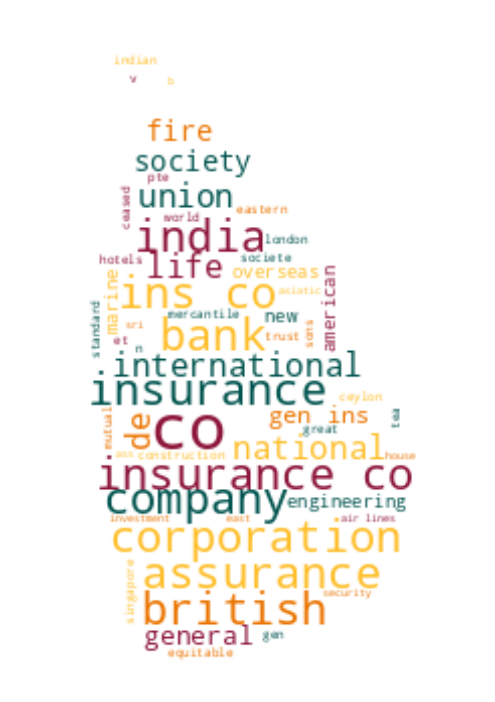 indian
v b
fire
society
pte
union
ceased
world
eastern
india
london
hotels
life
societe
overseas
asiatic
american
marine
ins co
standard
mercantile
new
sri
bank
trust
sons
et
n
international
insurance
ceylon
mutual
de
co
gen ins
tea
great
national
ass
construction
house
insurance co
company
engineering
investment
east
air lines
corporation
assurance
singapore
security
british
general
gen
equitable